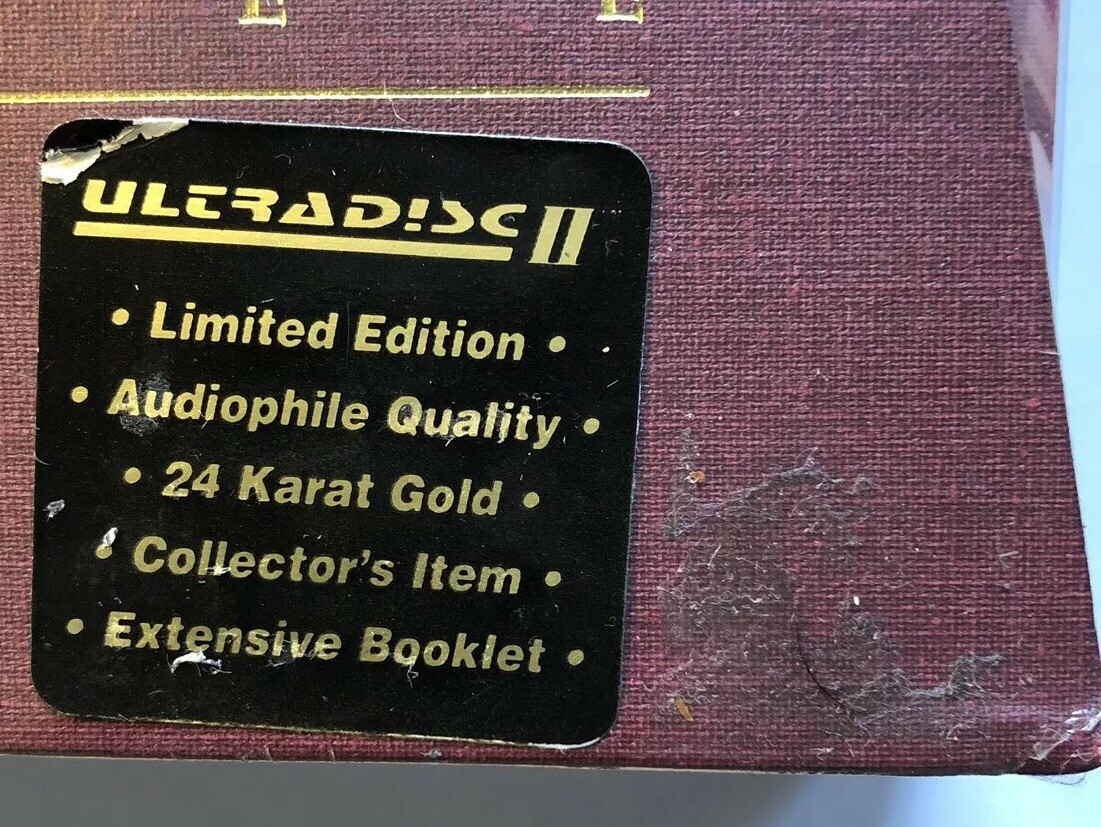 E E
ULTRADISC II
• Limited Edition •
• Audiophile Quality •
• 24 Karat Gold •
• Collector's Item •
• Extensive Booklet •